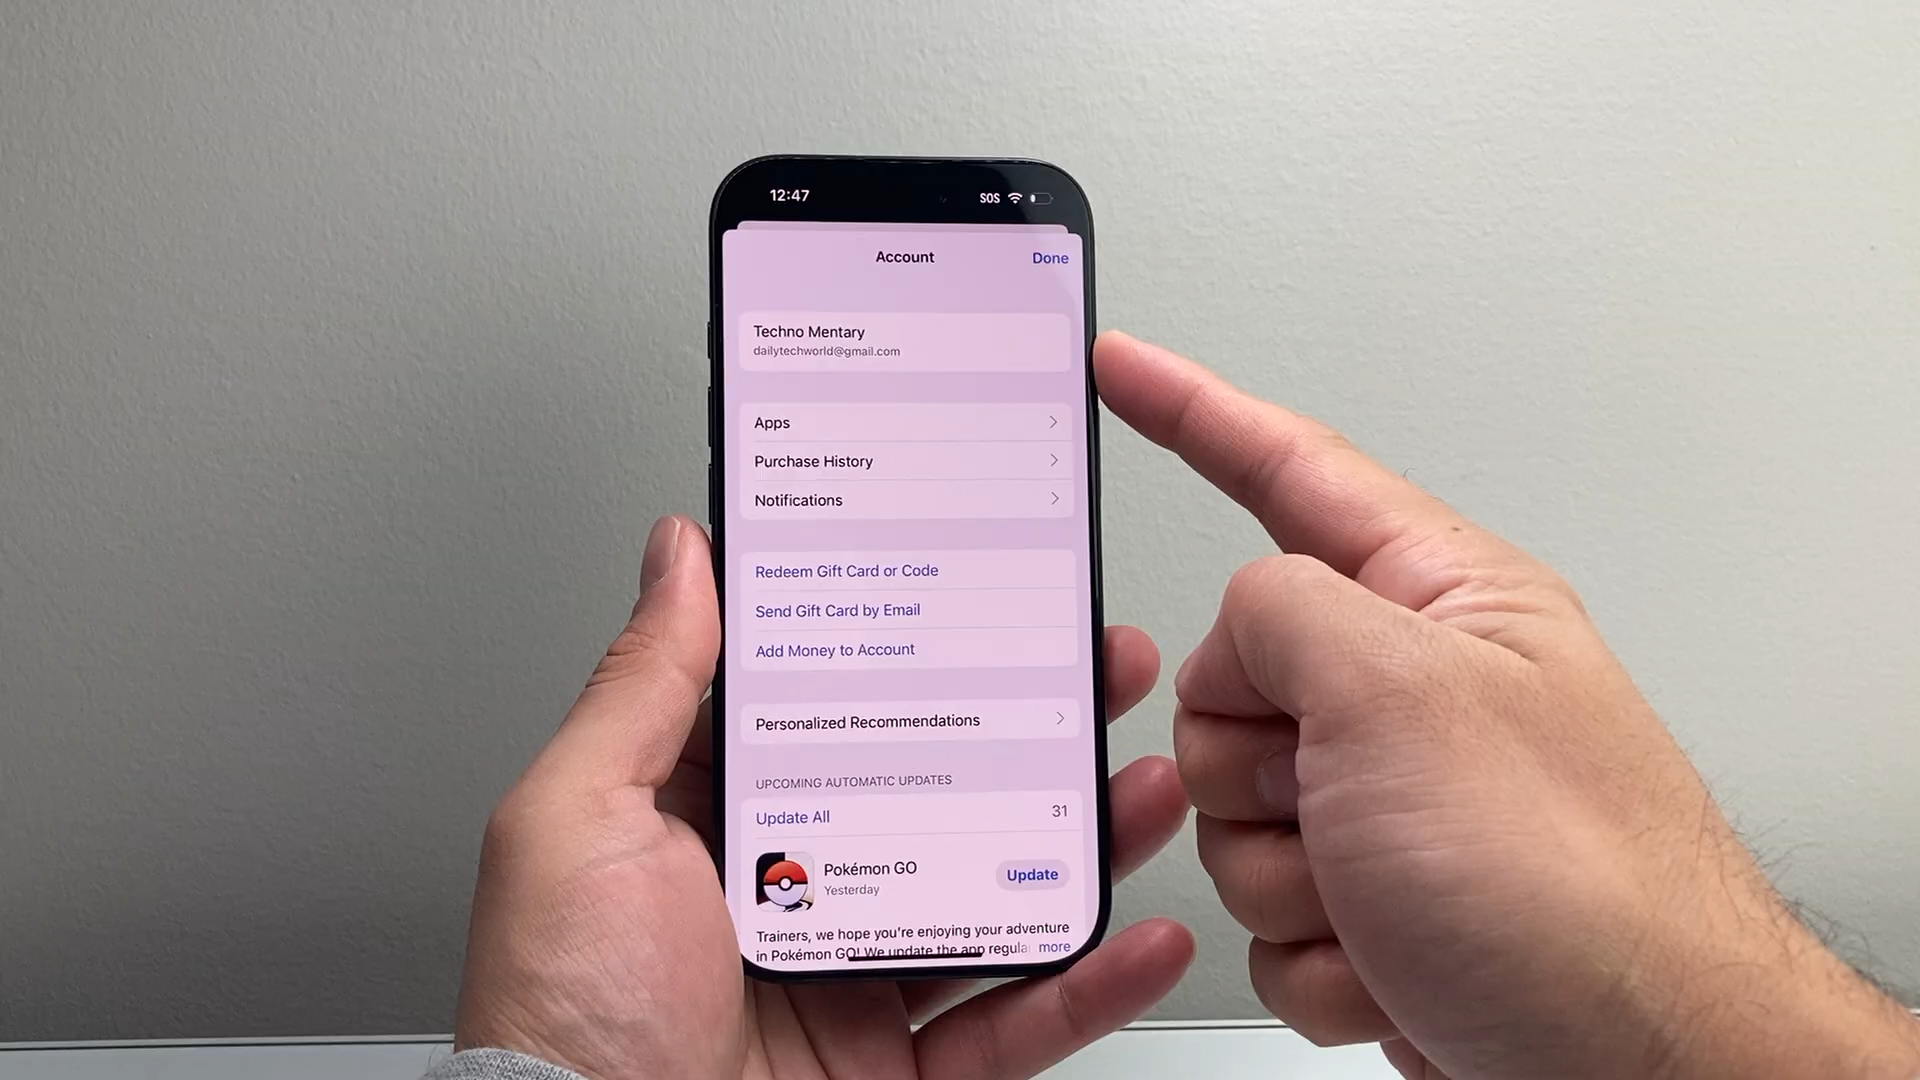 12:47
SOS
Account
Done
Techno Mentary
dailytechworld@gmail.com
Apps
Purchase History
Notifications
Redeem Gift Card or Code
Send Gift Card by Email
Add Money to Account
Personalized Recommendations
UPCOMING AUTOMATIC UPDATES
Update All
31
Pokémon GO
Update
Yesterday
Trainers, we hope you're enjoying your adventure
in Pokémon GO! We update the app regula more